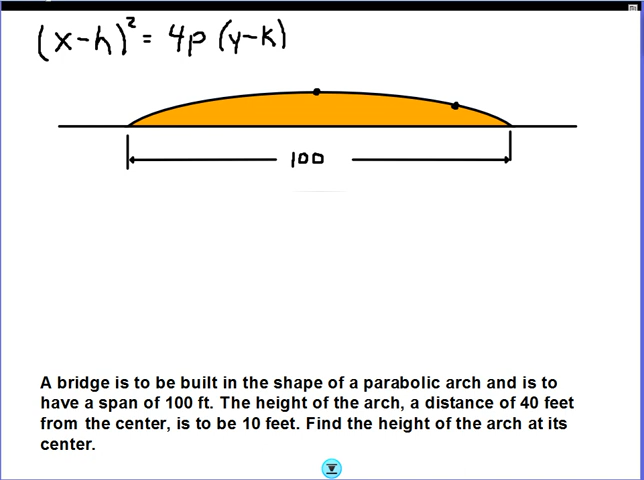 (x-h)² = 4p (y-k)
100
A bridge is to be built in the shape of a parabolic arch and is to
have a span of 100 ft. The height of the arch, a distance of 40 feet
from the center, is to be 10 feet. Find the height of the arch at its
center.